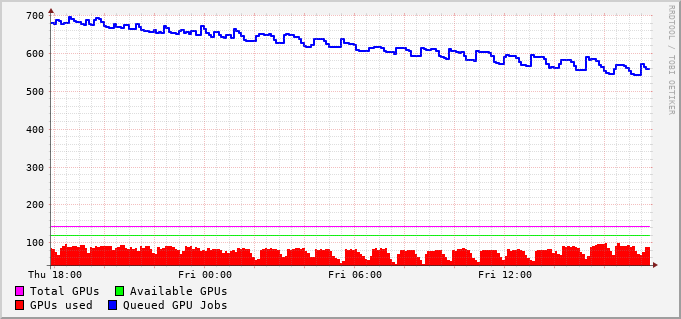 700
600
500
400
300
200
100
Thu 18:00 Fri 00:00 Fri 06:00 Fri 12:00
Total GPUs Available GPUs
GPUs used Queued GPU Jobs
RRDTOOL / TOBI OETIKER